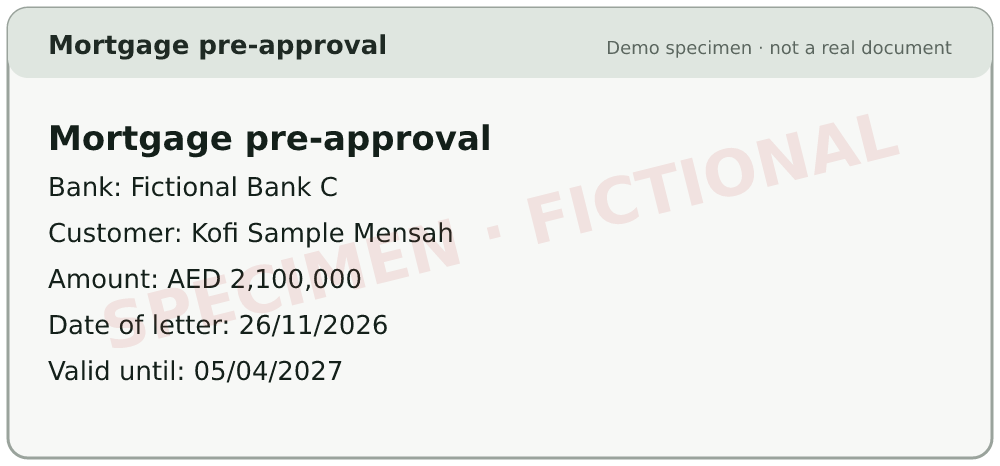 Mortgage pre-approval
Demo specimen · not a real document
Mortgage pre-approval
Bank: Fictional Bank C
Customer: Kofi Sample Mensah
Amount: AED 2,100,000
Date of letter: 26/11/2026
Valid until: 05/04/2027
SPECIMEN · FICTIONAL